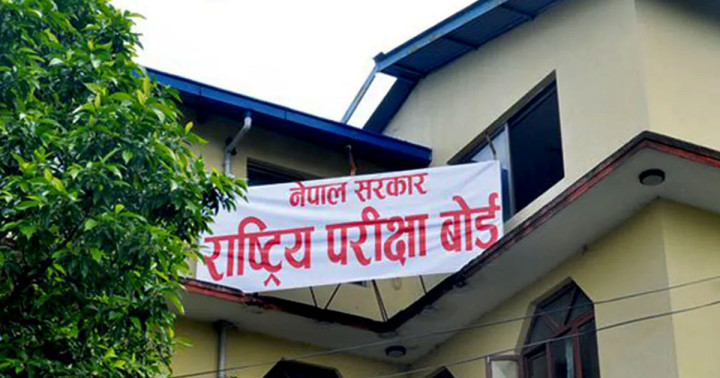 नेपाल सरकार
राष्ट्रिय परीक्षा बोर्ड